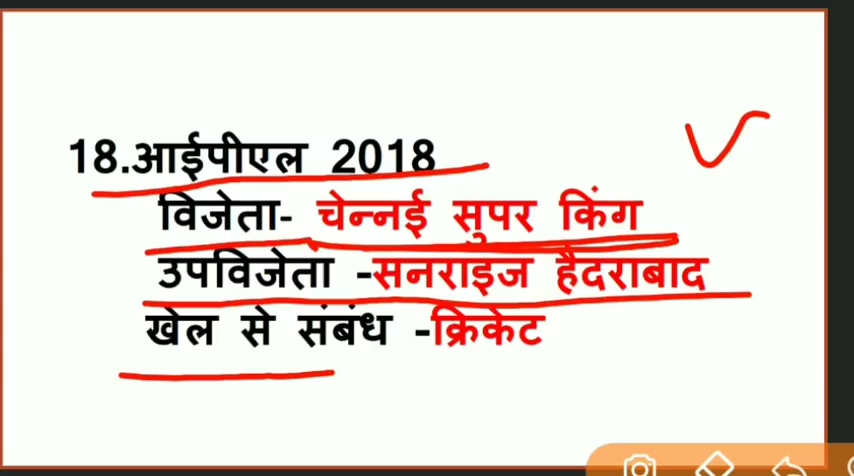 18.आईपीएल 2018
विजेता- चेन्नई सुपर किंग
उपविजेता -सनराइज हैदराबाद
खेल से संबंध -क्रिकेट